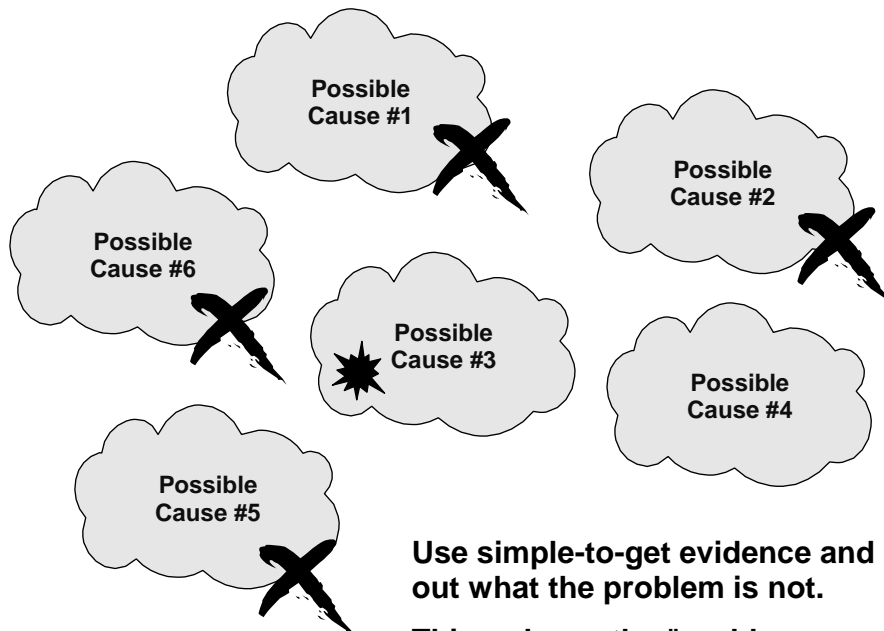 Possible
Cause #1
Possible
Cause #2
Possible
Cause #6
Possible
Cause #3
Possible
Cause #4
Possible
Cause #5
Use simple-to-get evidence and
out what the problem is not.